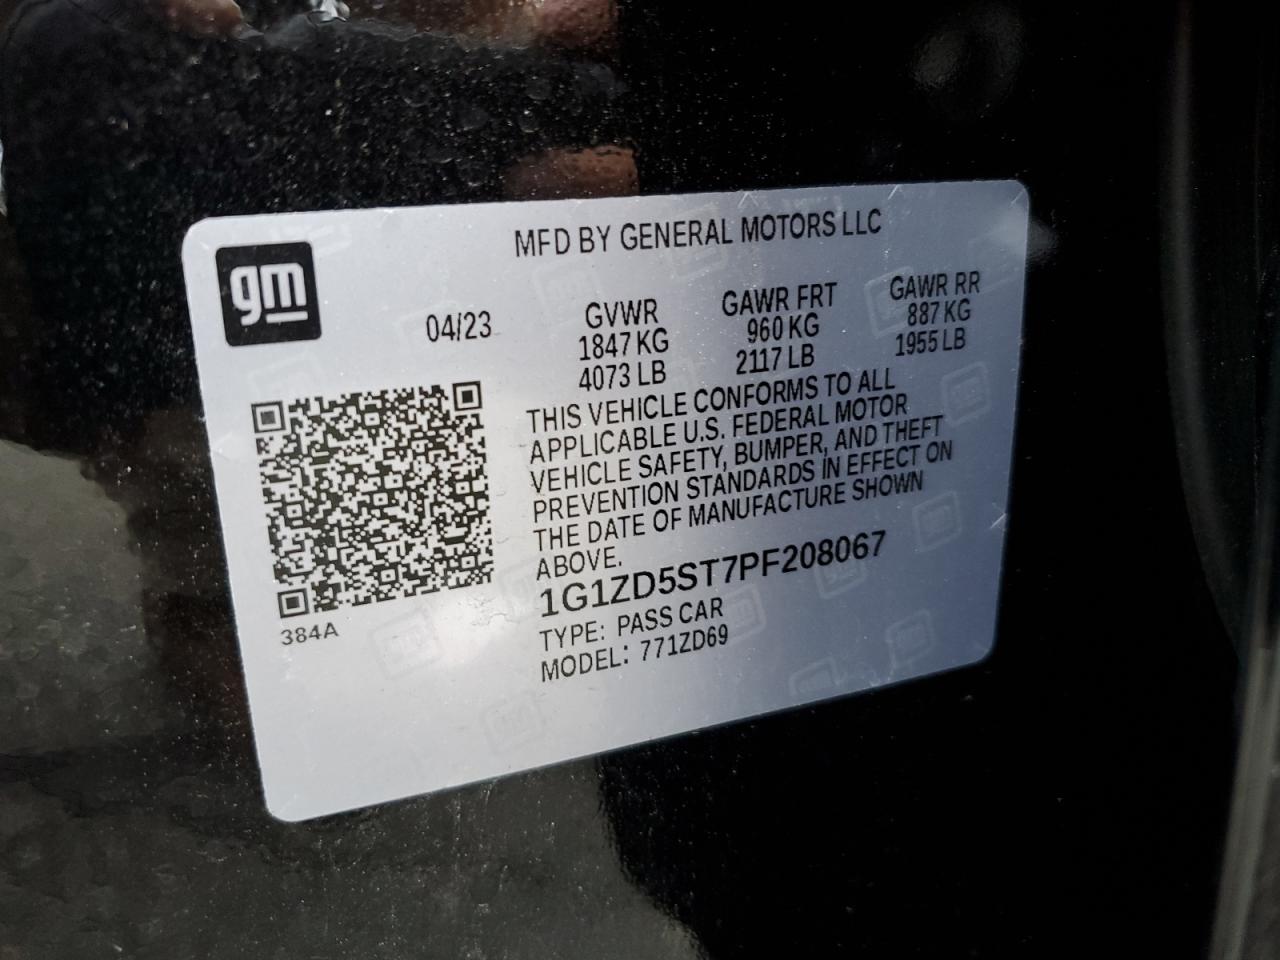 MFD BY GENERAL MOTORS LLC
gm
04/23
GVWR
1847 KG
4073 LB
GAWR FRT
960 KG
2117 LB
GAWR RR
887 KG
1955 LB
THIS VEHICLE CONFORMS TO ALL
APPLICABLE U.S. FEDERAL MOTOR
VEHICLE SAFETY, BUMPER, AND THEFT
PREVENTION STANDARDS IN EFFECT ON
THE DATE OF MANUFACTURE SHOWN
ABOVE.
1G1ZD5ST7PF208067
TYPE: PASS CAR
MODEL: 771ZD69
384A